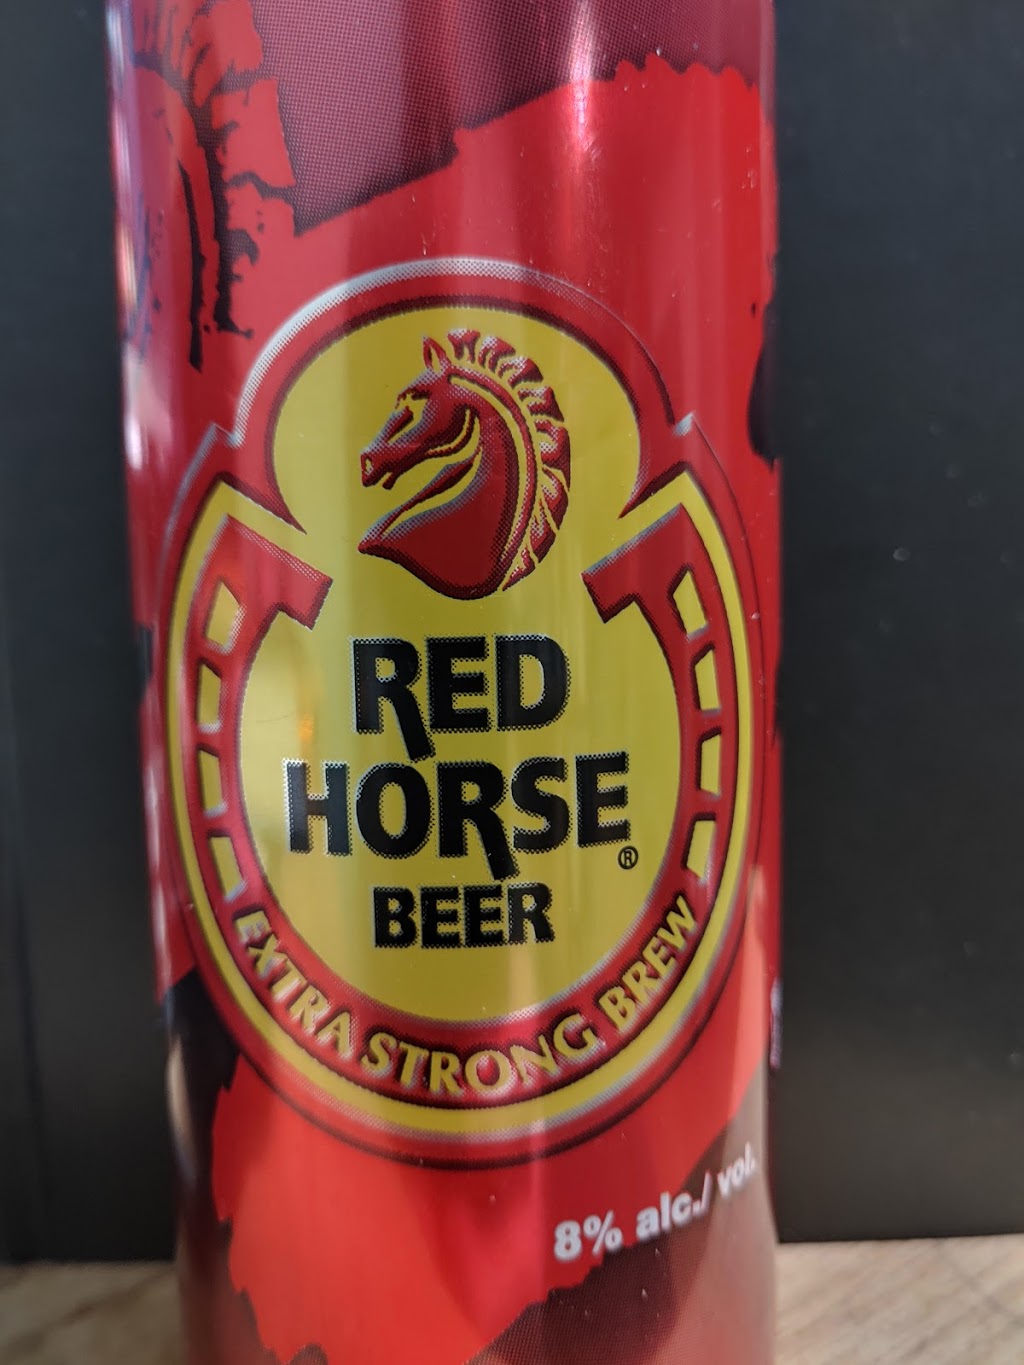 RED
HORSE®
BEER
EXTRA STRONG BREW
8% alc./ vol.